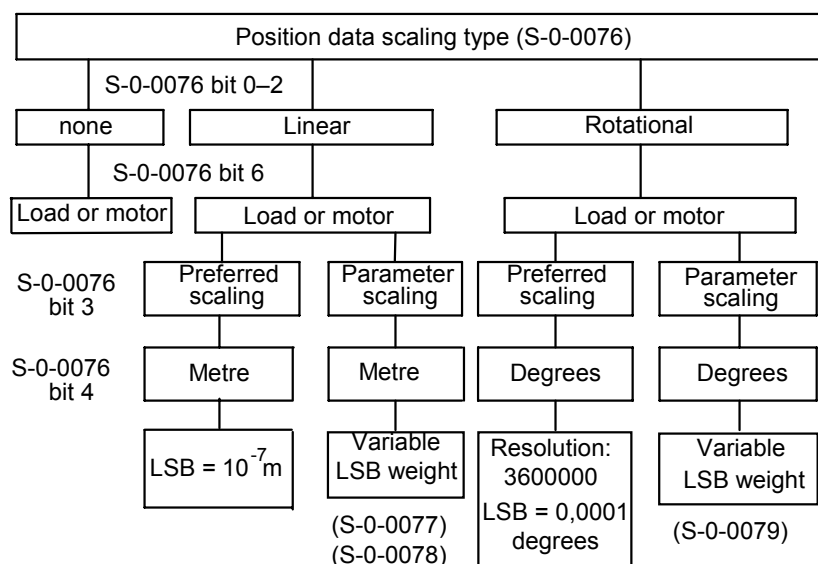 Position data scaling type (S-0-0076)
S-0-0076 bit 0–2
none
Linear
Rotational
S-0-0076 bit 6
Load or motor
Load or motor
Load or motor
S-0-0076
bit 3
Preferred
scaling
Parameter
scaling
Preferred
scaling
Parameter
scaling
S-0-0076
bit 4
Metre
Metre
Degrees
Degrees
LSB = 10⁻⁷m
Variable
LSB weight
(S-0-0077)
(S-0-0078)
Resolution:
3600000
LSB = 0,0001
degrees
Variable
LSB weight
(S-0-0079)